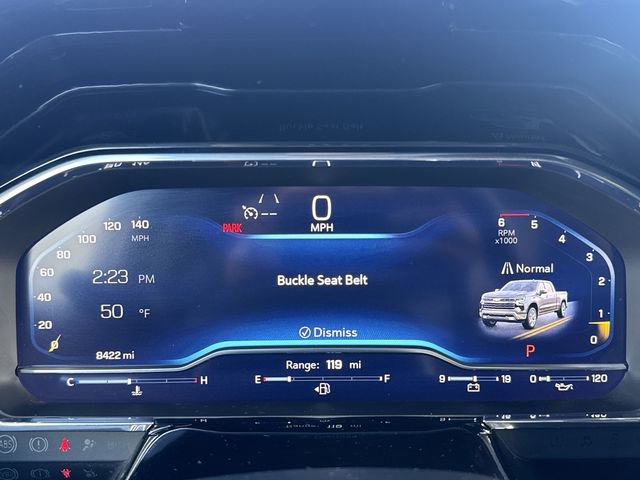 0
MPH
PARK
Buckle Seat Belt
Dismiss
0 20 40 60 80 100 120 140
MPH
2:23 PM
50 °F
8422 mi
6 5 4 3 2 1 0
RPM
x1000
Normal
P
Range: 119 mi
C H
E F
9 19
0 120
ABS